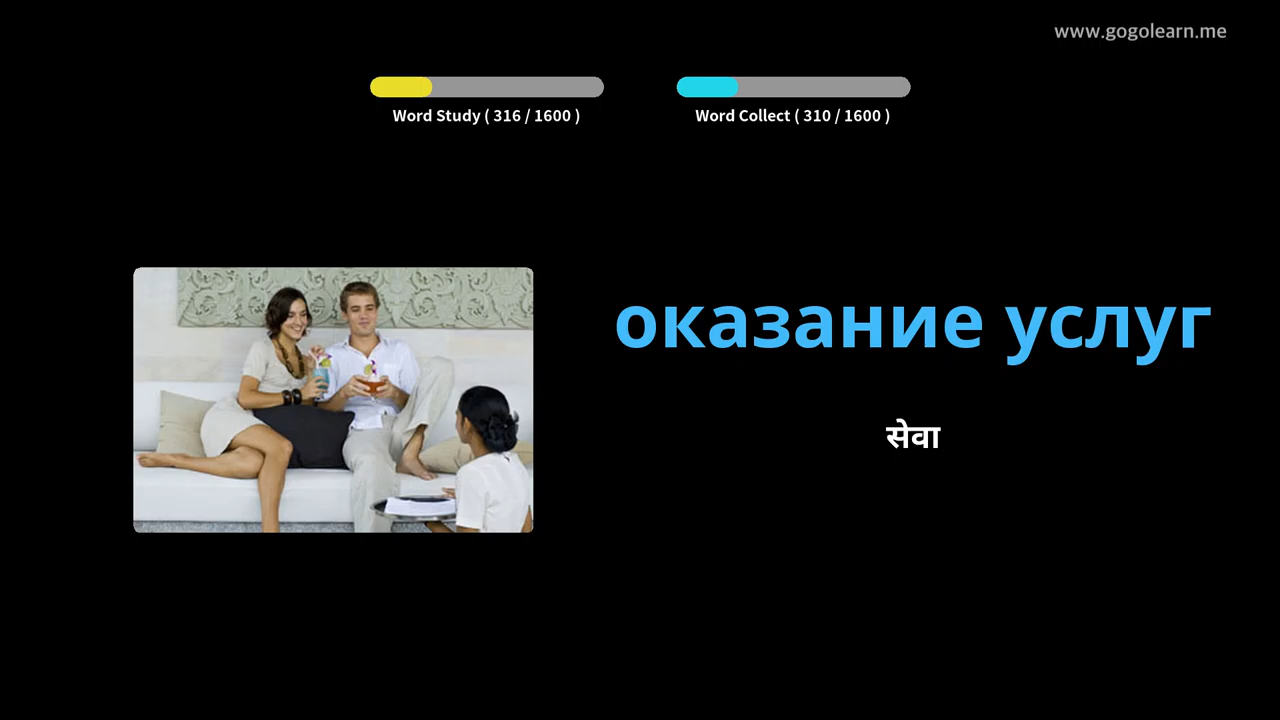 www.gogolearn.me
Word Study ( 316 / 1600 )
Word Collect ( 310 / 1600 )
оказание услуг
सेवा